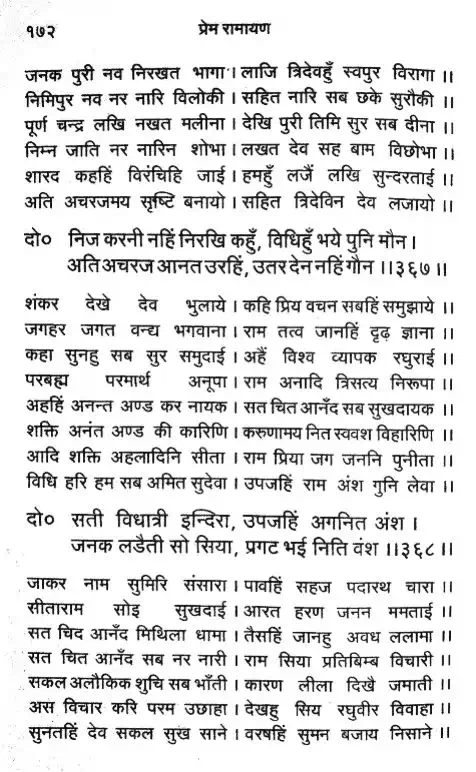 १७२ प्रेम रामायण
जनक पुरी नव निरखत भागा। लाजि त्रिदेवहुँ स्वपुर विरागा ।।
निमिपुर नव नर नारि विलोकी। सहित नारि सब छके सुरौकी ।।
पूर्ण चन्द्र लखि नखत मलीना। देखि पुरी तिमि सुर सब दीना ।।
निम्न जाति नर नारिन शोभा। लखत देव सह बाम विछोभा ।।
शारद कहहिं विरंचिहि जाई। हमहुँ लजैं लखि सुन्दरताई ।।
अति अचरजमय सृष्टि बनायो। सहित त्रिदेविन देव लजायो ।।
दो० निज करनी नहिं निरखि कहुँ, विधिहुँ भये पुनि मौन।
अति अचरज आनत उरहिं, उतर देन नहिं गौन ।।३६७।।
शंकर देखे देव भुलाये। कहि प्रिय वचन सबहिं समुझाये ।।
जगहर जगत वन्द्य भगवाना। राम तत्व जानहिं दृढ़ ज्ञाना ।।
कहा सुनहु सब सुर समुदाई। अहैं विश्व व्यापक रघुराई ।।
परबह्म परमार्थ अनूपा। राम अनादि त्रिसत्य निरूपा ।।
अहहिं अनन्त अण्ड कर नायक। सत चित आनँद सब सुखदायक ।।
शक्ति अनंत अण्ड की कारिणि। करुणामय नित स्ववश विहारिणि ।।
आदि शक्ति अहलादिनि सीता। राम प्रिया जग जननि पुनीता ।।
विधि हरि हम सब अमित सुदेवा। उपजहिं राम अंश गुनि लेवा ।।
दो० सती विधात्री इन्दिरा, उपजहिं अगनित अंश।
जनक लडैती सो सिया, प्रगट भई निति वंश ।।३६८।।
जाकर नाम सुमिरि संसारा। पावहिं सहज पदारथ चारा ।।
सीताराम सोइ सुखदाई। आरत हरण जनन ममताई ।।
सत चिद आनँद मिथिला धामा। तैसहिं जानहु अवध ललामा ।।
सत चित आनँद सब नर नारी। राम सिया प्रतिबिम्ब विचारी ।।
सकल अलौकिक शुचि सब भाँती। कारण लीला दिखै जमाती ।।
अस विचार करि परम उछाहा। देखहु सिय रघुवीर विवाहा ।।
सुनतहिं देव सकल सुख साने। वरषहिं सुमन बजाय निसाने ।।